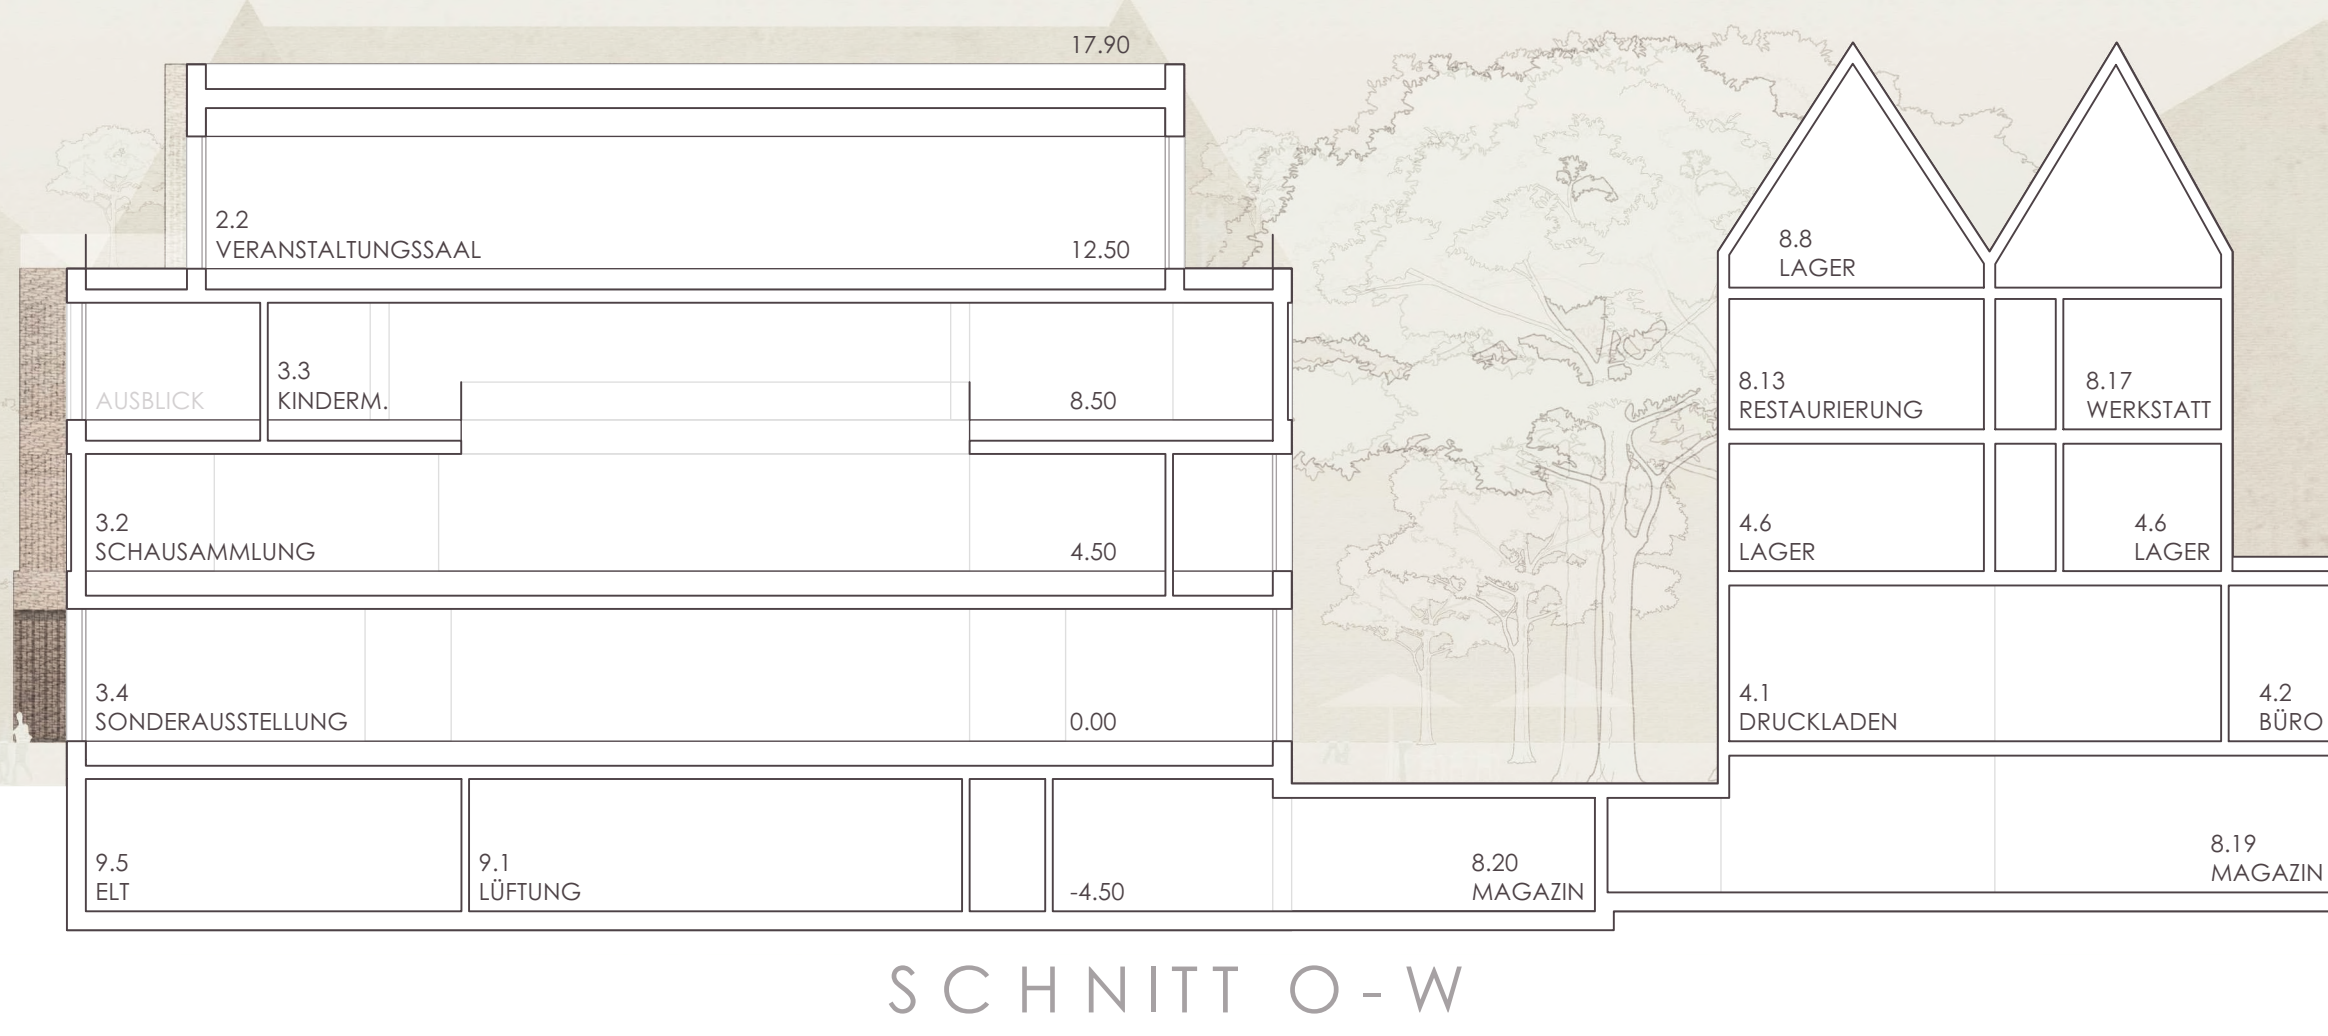 17.90
2.2
VERANSTALTUNGSSAAL
12.50
8.8
LAGER
AUSBLICK
3.3
KINDERM.
8.50
8.13
RESTAURIERUNG
8.17
WERKSTATT
3.2
SCHAUSAMMLUNG
4.50
4.6
LAGER
4.6
LAGER
3.4
SONDERAUSSTELLUNG
0.00
4.1
DRUCKLADEN
4.2
BÜRO
9.5
ELT
9.1
LÜFTUNG
-4.50
8.20
MAGAZIN
8.19
MAGAZIN
SCHNITT O-W